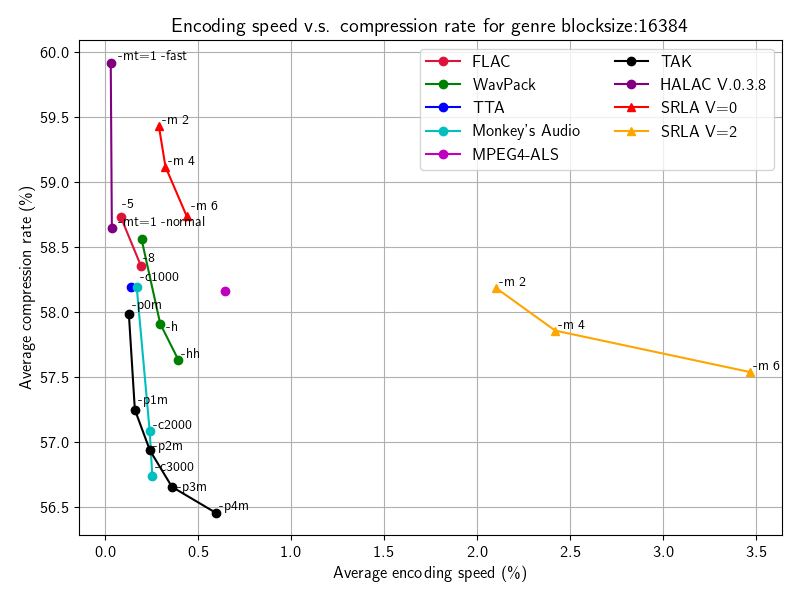 Encoding speed v.s. compression rate for genre blocksize:16384
Average compression rate (%)
60.0
59.5
59.0
58.5
58.0
57.5
57.0
56.5
FLAC
WavPack
TTA
Monkey's Audio
MPEG4-ALS
TAK
HALAC V.0.3.8
SRLA V=0
SRLA V=2
-mt=1 -fast
-m 2
-m 4
-5
-m 6
-mt=1 -normal
-8
-c1000
-m 2
-p0m
-h
-m 4
-hh
-m 6
-p1m
-c2000
-p2m
-c3000
-p3m
-p4m
0.0 0.5 1.0 1.5 2.0 2.5 3.0 3.5
Average encoding speed (%)